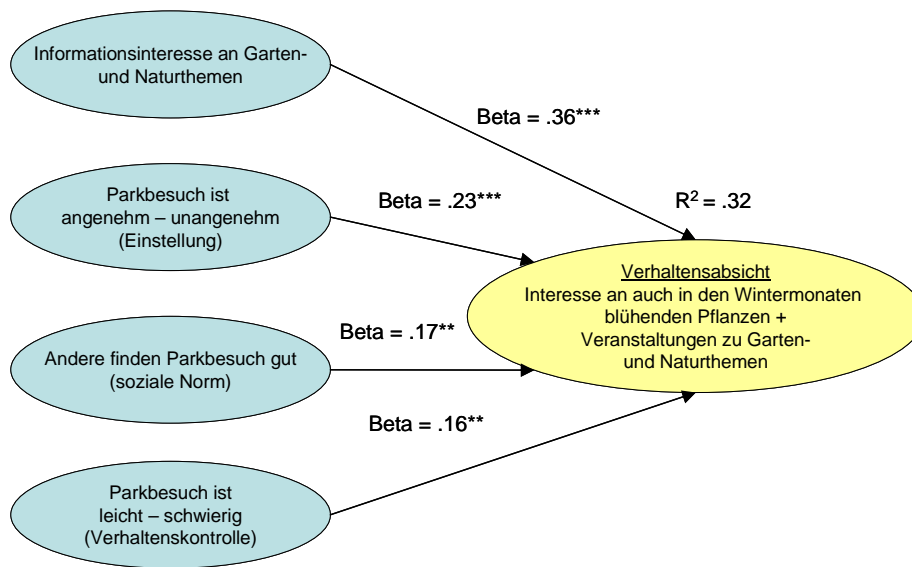 Informationsinteresse an Garten-
und Naturthemen
Beta = .36***
Parkbesuch ist
angenehm – unangenehm
(Einstellung)
Beta = .23***
R² = .32
Verhaltensabsicht
Interesse an auch in den Wintermonaten
blühenden Pflanzen +
Veranstaltungen zu Garten-
und Naturthemen
Beta = .17**
Andere finden Parkbesuch gut
(soziale Norm)
Beta = .16**
Parkbesuch ist
leicht – schwierig
(Verhaltenskontrolle)